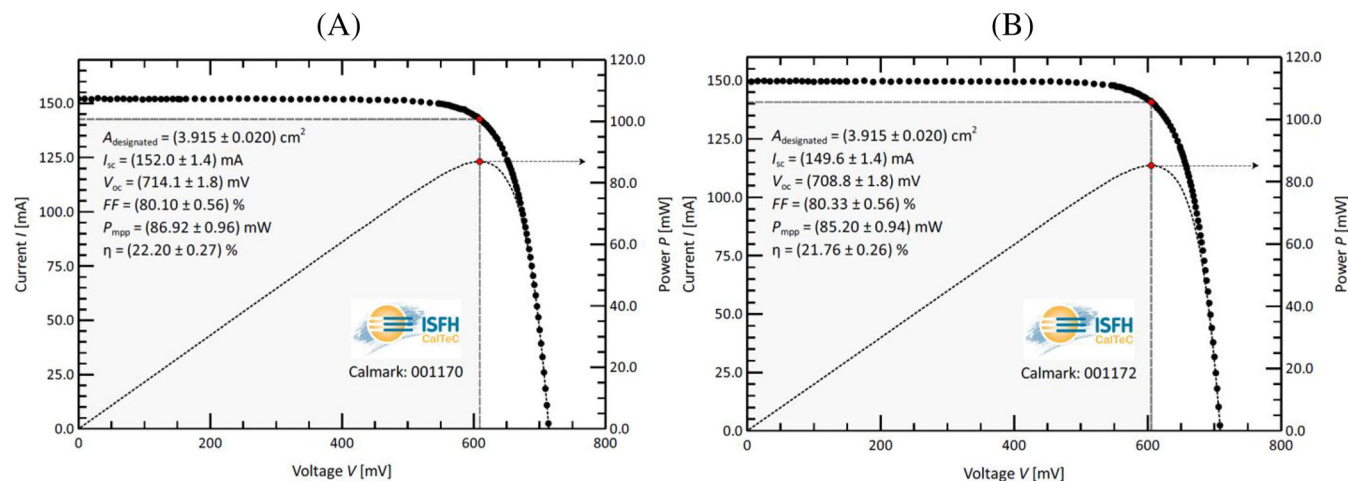 (A)
(B)
Current I [mA]
150.0
125.0
100.0
75.0
50.0
25.0
0.0
A_designated = (3.915 ± 0.020) cm²
I_sc = (152.0 ± 1.4) mA
V_oc = (714.1 ± 1.8) mV
FF = (80.10 ± 0.56) %
P_mpp = (86.92 ± 0.96) mW
η = (22.20 ± 0.27) %
ISFH
CalTeC
Calmark: 001170
0
200
400
600
800
Voltage V [mV]
120.0
100.0
80.0
60.0
40.0
20.0
0.0
Power P [mW]
Current I [mA]
150.0
125.0
100.0
75.0
50.0
25.0
0.0
A_designated = (3.915 ± 0.020) cm²
I_sc = (149.6 ± 1.4) mA
V_oc = (708.8 ± 1.8) mV
FF = (80.33 ± 0.56) %
P_mpp = (85.20 ± 0.94) mW
η = (21.76 ± 0.26) %
ISFH
CalTeC
Calmark: 001172
0
200
400
600
800
Voltage V [mV]
120.0
100.0
80.0
60.0
40.0
20.0
0.0
Power P [mW]